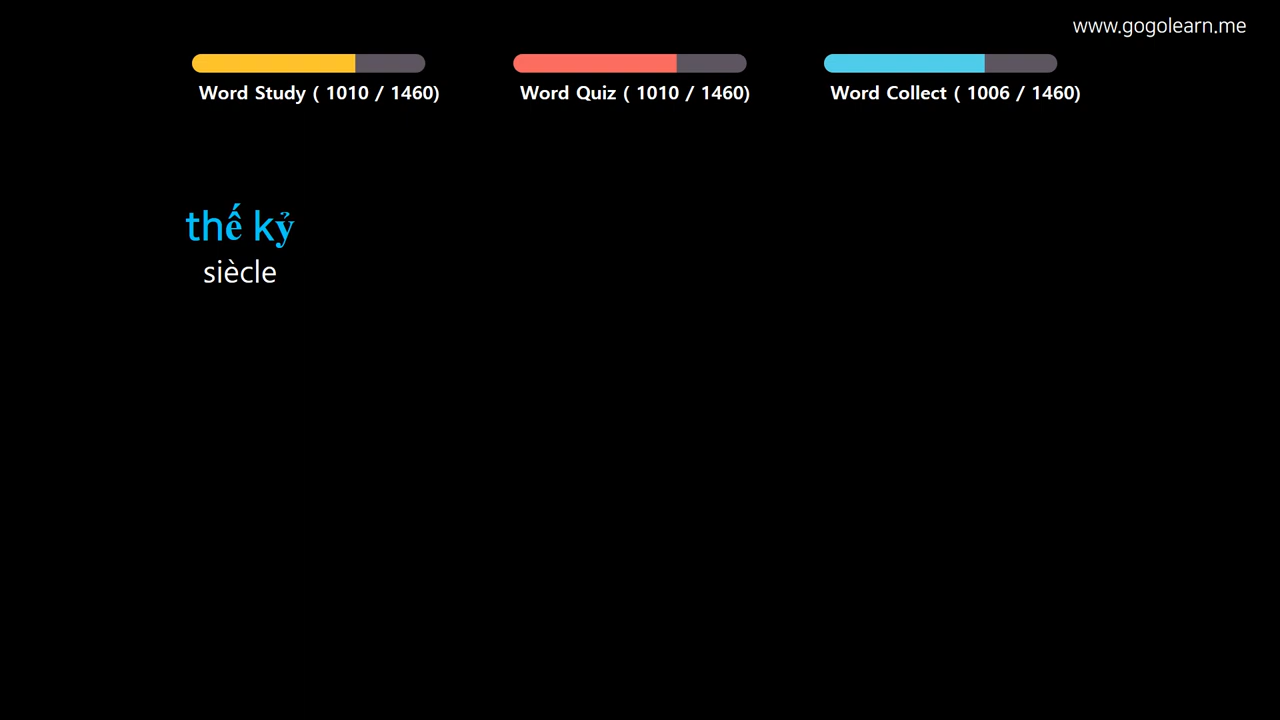 www.gogolearn.me
Word Study ( 1010 / 1460)
Word Quiz ( 1010 / 1460)
Word Collect ( 1006 / 1460)
thế kỷ
siècle